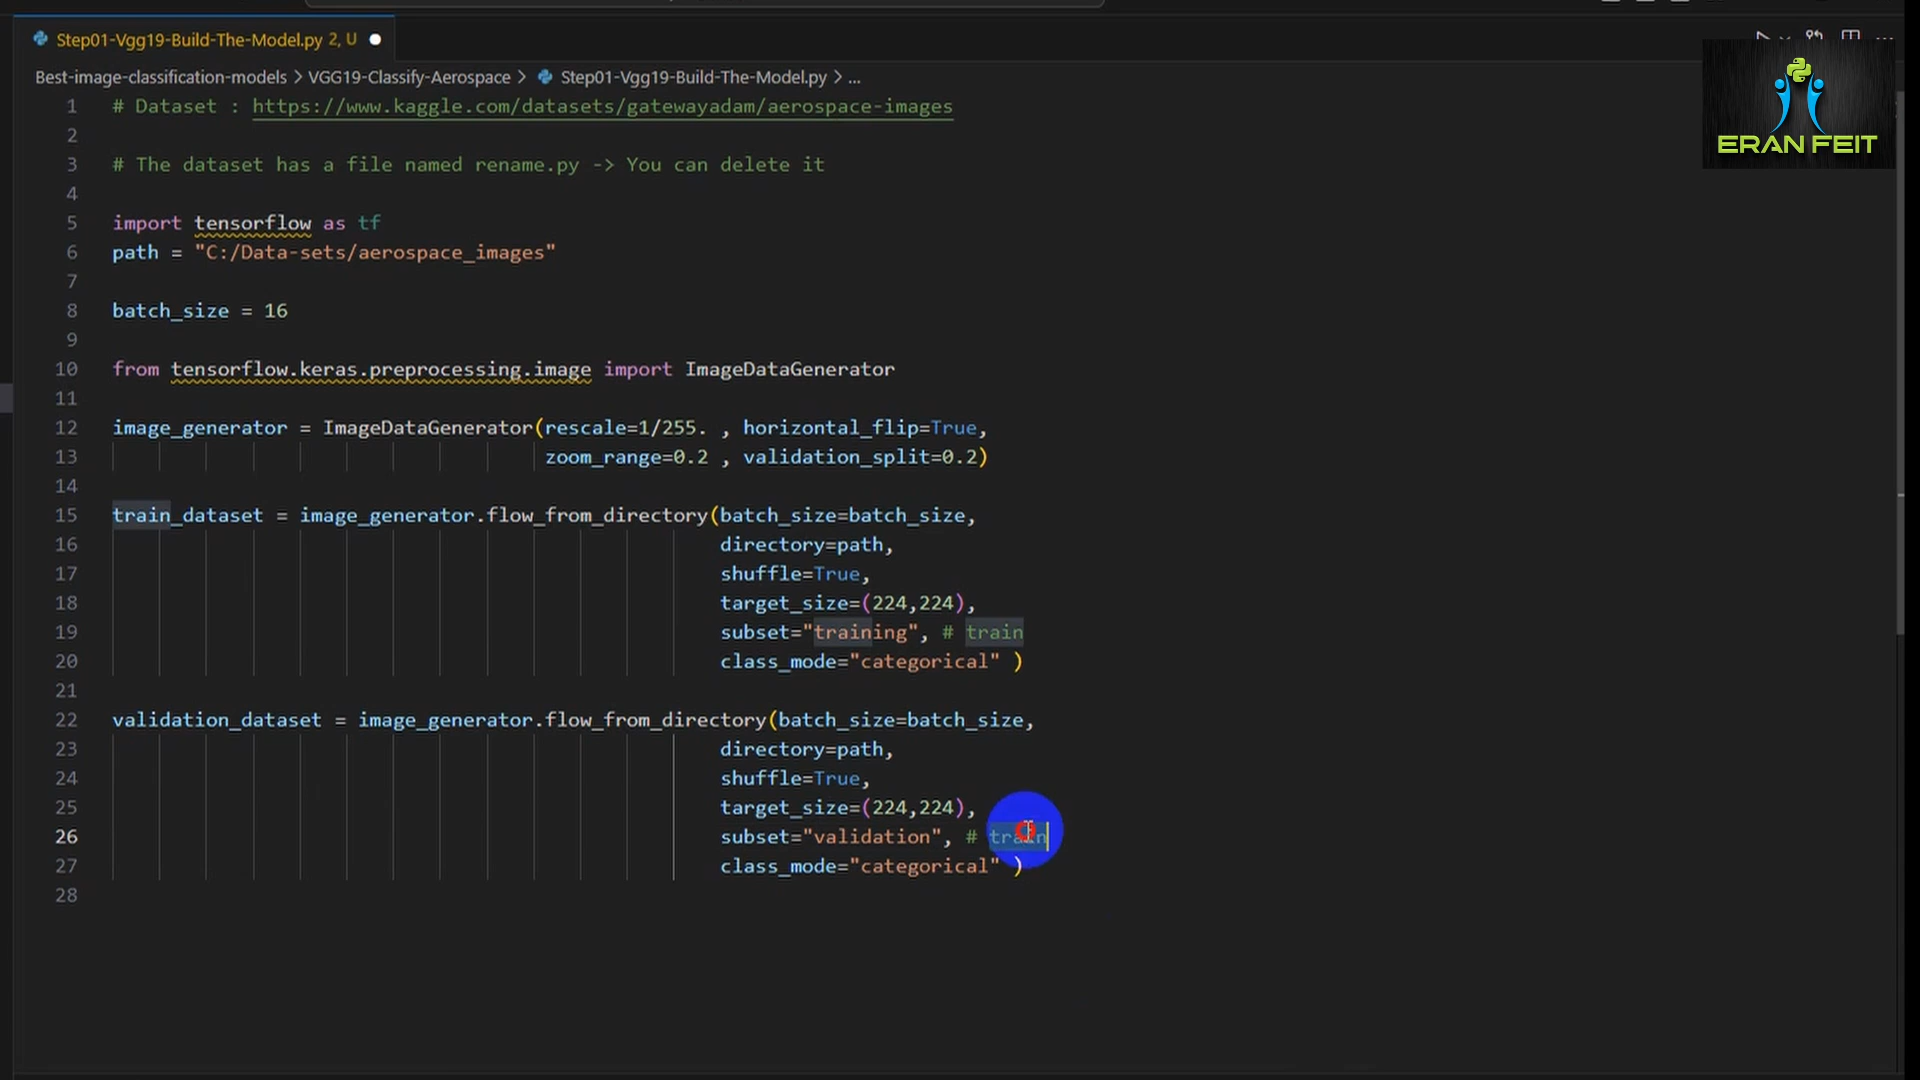 Step01-Vgg19-Build-The-Model.py 2, U
Best-image-classification-models > VGG19-Classify-Aerospace > Step01-Vgg19-Build-The-Model.py > ...
ERAN FEIT
1 # Dataset : https://www.kaggle.com/datasets/gatewayadam/aerospace-images
2
3 # The dataset has a file named rename.py -> You can delete it
4
5 import tensorflow as tf
6 path = "C:/Data-sets/aerospace_images"
7
8 batch_size = 16
9
10 from tensorflow.keras.preprocessing.image import ImageDataGenerator
11
12 image_generator = ImageDataGenerator(rescale=1/255. , horizontal_flip=True,
13 zoom_range=0.2 , validation_split=0.2)
14
15 train_dataset = image_generator.flow_from_directory(batch_size=batch_size,
16 directory=path,
17 shuffle=True,
18 target_size=(224,224),
19 subset="training", # train
20 class_mode="categorical" )
21
22 validation_dataset = image_generator.flow_from_directory(batch_size=batch_size,
23 directory=path,
24 shuffle=True,
25 target_size=(224,224),
26 subset="validation", # train
27 class_mode="categorical" )
28